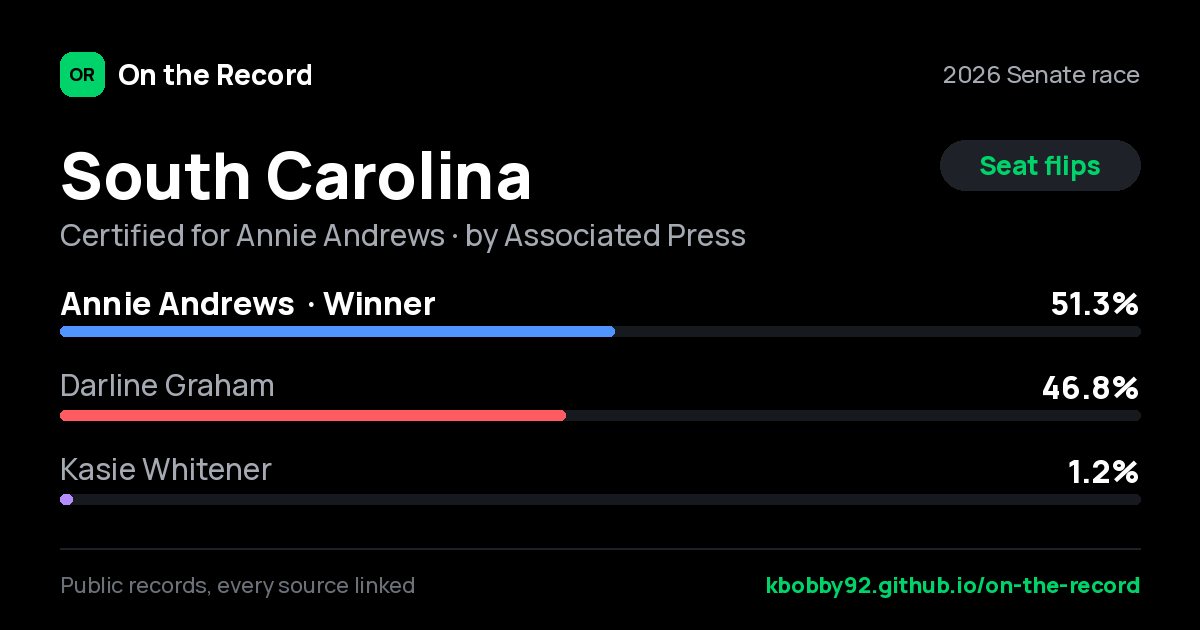 OR On the Record
2026 Senate race
South Carolina
Seat flips
Certified for Annie Andrews · by Associated Press
Annie Andrews · Winner 51.3%
Darline Graham 46.8%
Kasie Whitener 1.2%
Public records, every source linked
kbobby92.github.io/on-the-record